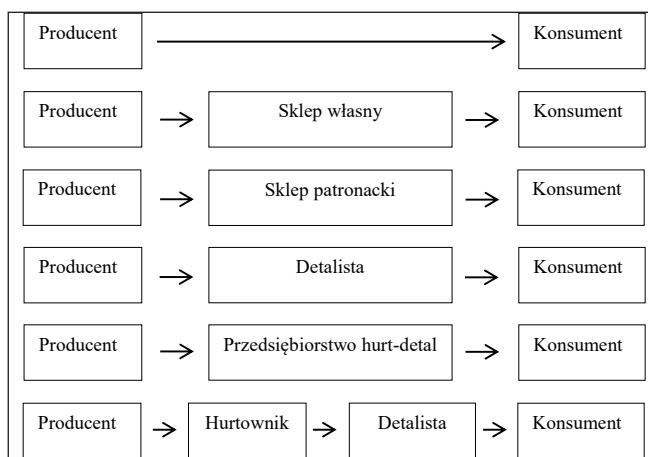 Producent Konsument
Producent Sklep własny Konsument
Producent Sklep patronacki Konsument
Producent Detalista Konsument
Producent Przedsiębiorstwo hurt-detal Konsument
Producent Hurtownik Detalista Konsument